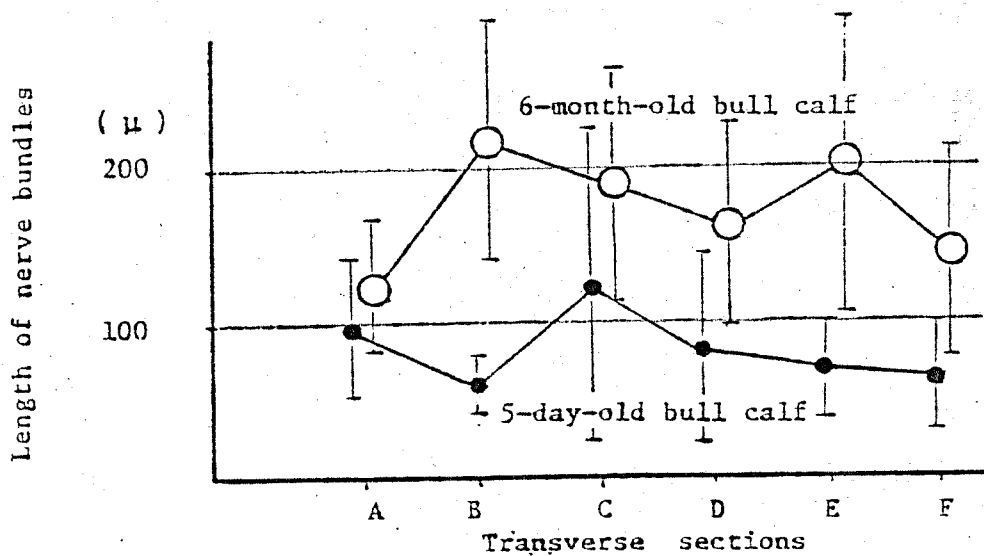 Length of nerve bundles
( μ )
200
100
6-month-old bull calf
5-day-old bull calf
A B C D E F
Transverse sections